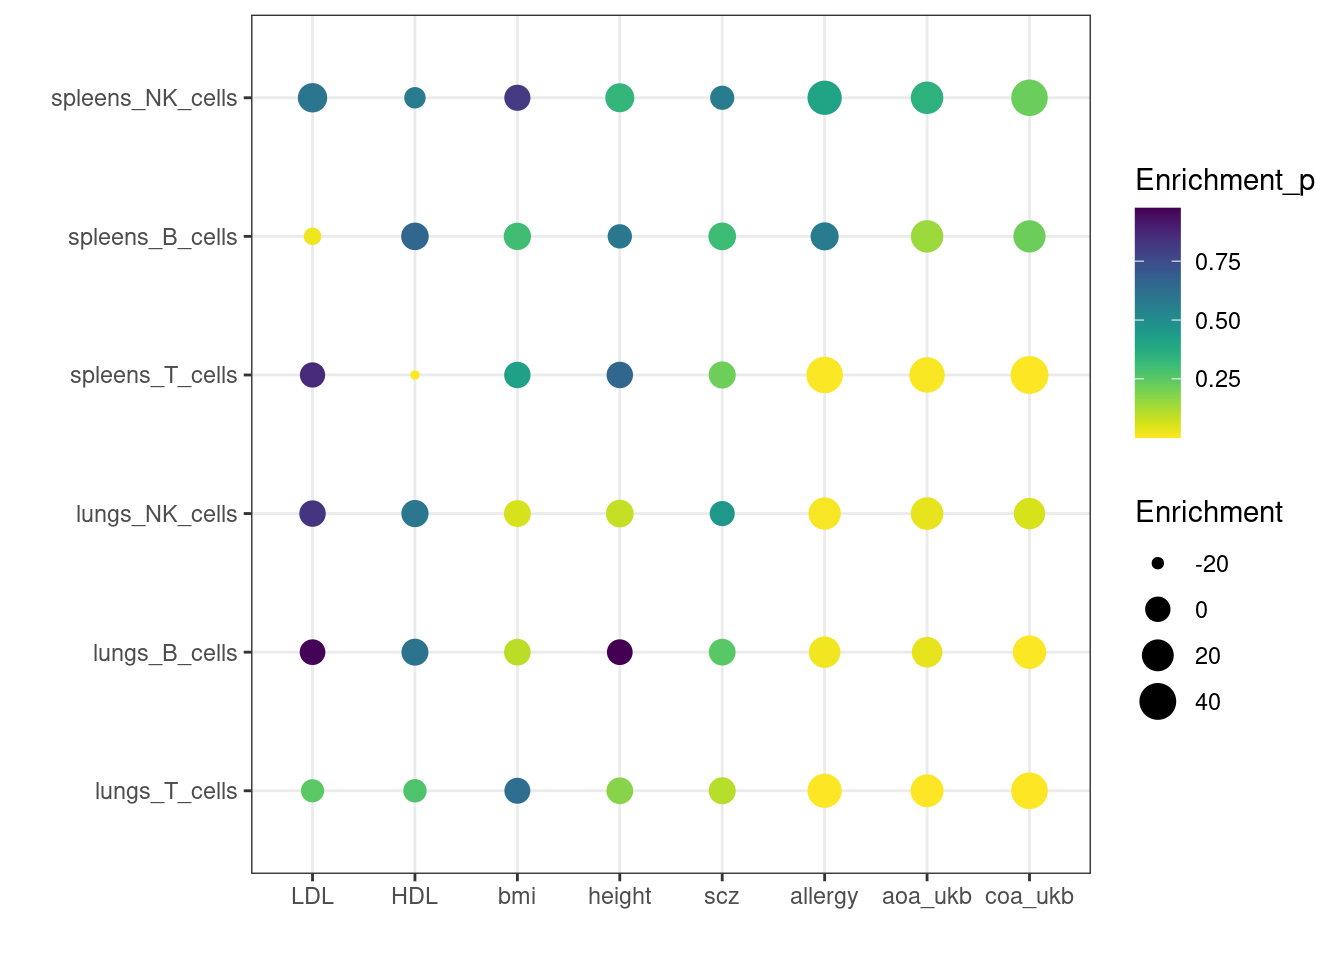 spleens_NK_cells
spleens_B_cells
spleens_T_cells
lungs_NK_cells
lungs_B_cells
lungs_T_cells
LDL HDL bmi height scz allergy aoa_ukb coa_ukb
Enrichment_p
0.75
0.50
0.25
Enrichment
-20
0
20
40